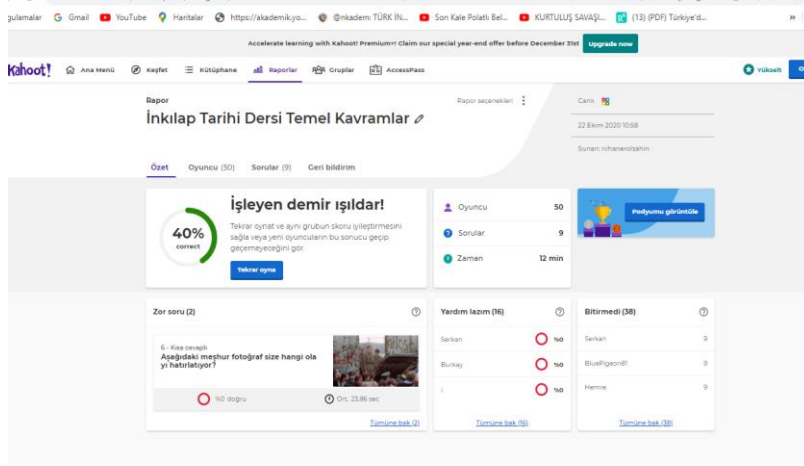 Gmail
YouTube
Haritalar
https://akademik.yo...
@nkadem: TÜRK İN...
Son Kale Polatlı Bel...
KURTULUŞ SAVAŞI...
(13) (PDF) Türkiye'd...
Accelerate learning with Kahoot! Premium+! Claim our special year-end offer before December 31st
Upgrade now
Kahoot!
Ana Menü
Keşfet
Kütüphane
Raporlar
Gruplar
AccessPass
Yükselt
Rapor
İnkılap Tarihi Dersi Temel Kavramlar
Rapor seçenekleri
Canlı
22 Ekim 2020 10:58
Sunan: nihanerolsahin
Özet
Oyuncu (50)
Sorular (9)
Geri bildirim
40%
correct
İşleyen demir ışıldar!
Tekrar oynat ve aynı grubun skoru iyileştirmesini
sağla veya yeni oyuncuların bu sonucu geçip
geçemeyeceğini gör.
Tekrar oyna
Oyuncu 50
Sorular 9
Zaman 12 min
Podyumu görüntüle
Zor soru (2)
6 - Kısa cevaplı
Aşağıdaki meşhur fotoğraf size hangi ola
yı hatırlatıyor?
%0 doğru
Ort. 23,86 sec
Tümüne bak (2)
Yardım lazım (16)
Serkan %0
Burkay %0
%0
Tümüne bak (16)
Bitirmedi (38)
Serkan 9
BluePigeon81 9
Hemre 9
Tümüne bak (38)